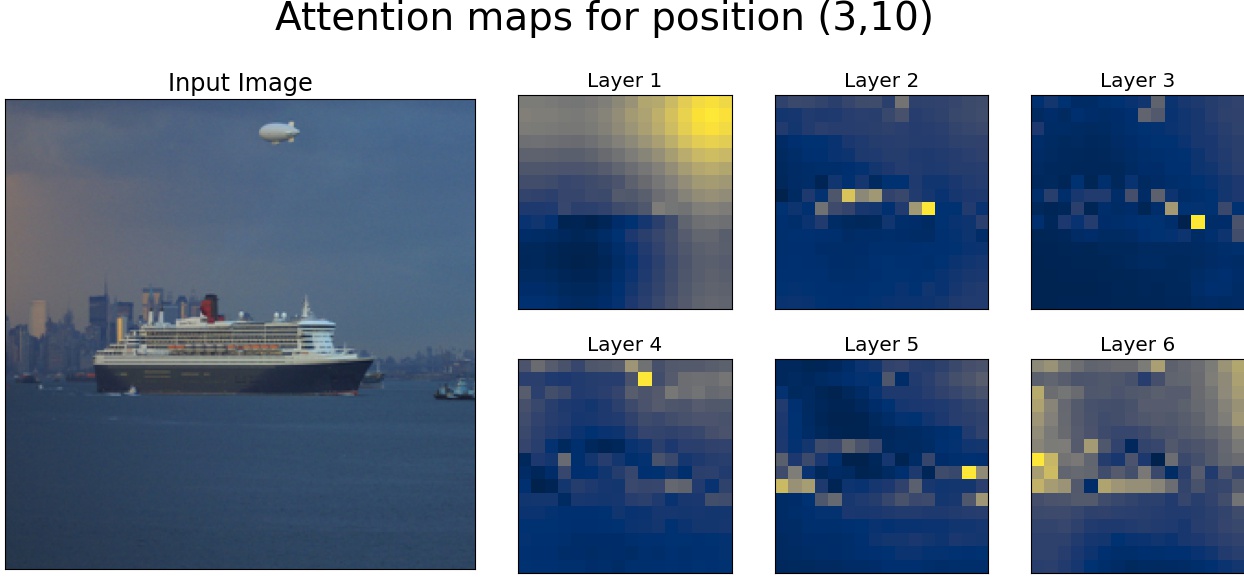 Attention maps for position (3,10)
Input Image
Layer 1
Layer 2
Layer 3
Layer 4
Layer 5
Layer 6